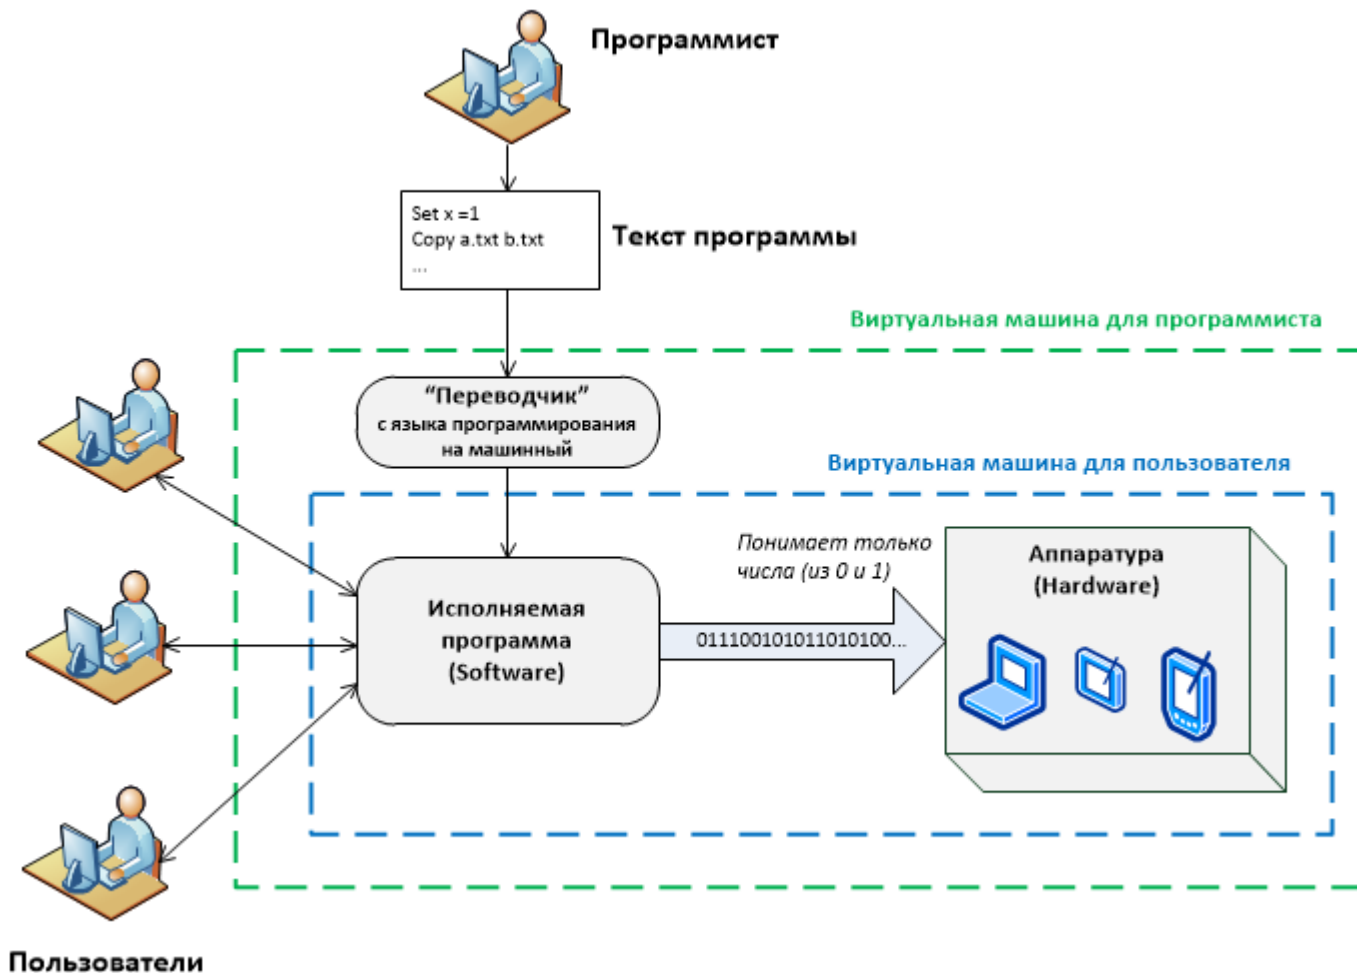 Программист
Set x =1
Copy a.txt b.txt
...
Текст программы
Виртуальная машина для программиста
“Переводчик”
с языка программирования
на машинный
Виртуальная машина для пользователя
Понимает только
числа (из 0 и 1)
Аппаратура
(Hardware)
Исполняемая
программа
(Software)
011100101011010100...
Пользователи